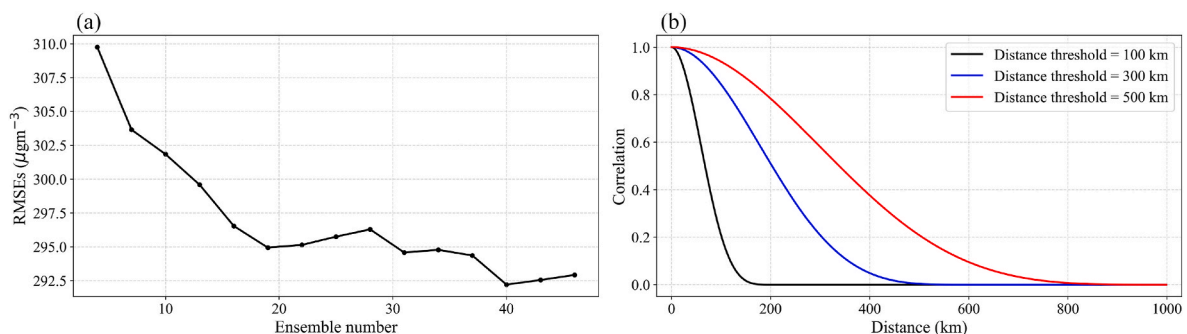 (a)
310.0
307.5
305.0
302.5
300.0
297.5
295.0
292.5
RMSEs (μgm−3)
10
20
30
40
Ensemble number
(b)
1.0
0.8
0.6
0.4
0.2
0.0
Correlation
Distance threshold = 100 km
Distance threshold = 300 km
Distance threshold = 500 km
0
200
400
600
800
1000
Distance (km)